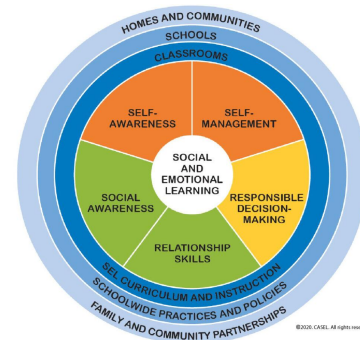 HOMES AND COMMUNITIES
SCHOOLS
CLASSROOMS
SELF-
AWARENESS
SELF-
MANAGEMENT
SOCIAL
AND
EMOTIONAL
LEARNING
SOCIAL
AWARENESS
RESPONSIBLE
DECISION-
MAKING
RELATIONSHIP
SKILLS
SEL CURRICULUM AND INSTRUCTION
SCHOOLWIDE PRACTICES AND POLICIES
FAMILY AND COMMUNITY PARTNERSHIPS
©2020. CASEL. All rights rese